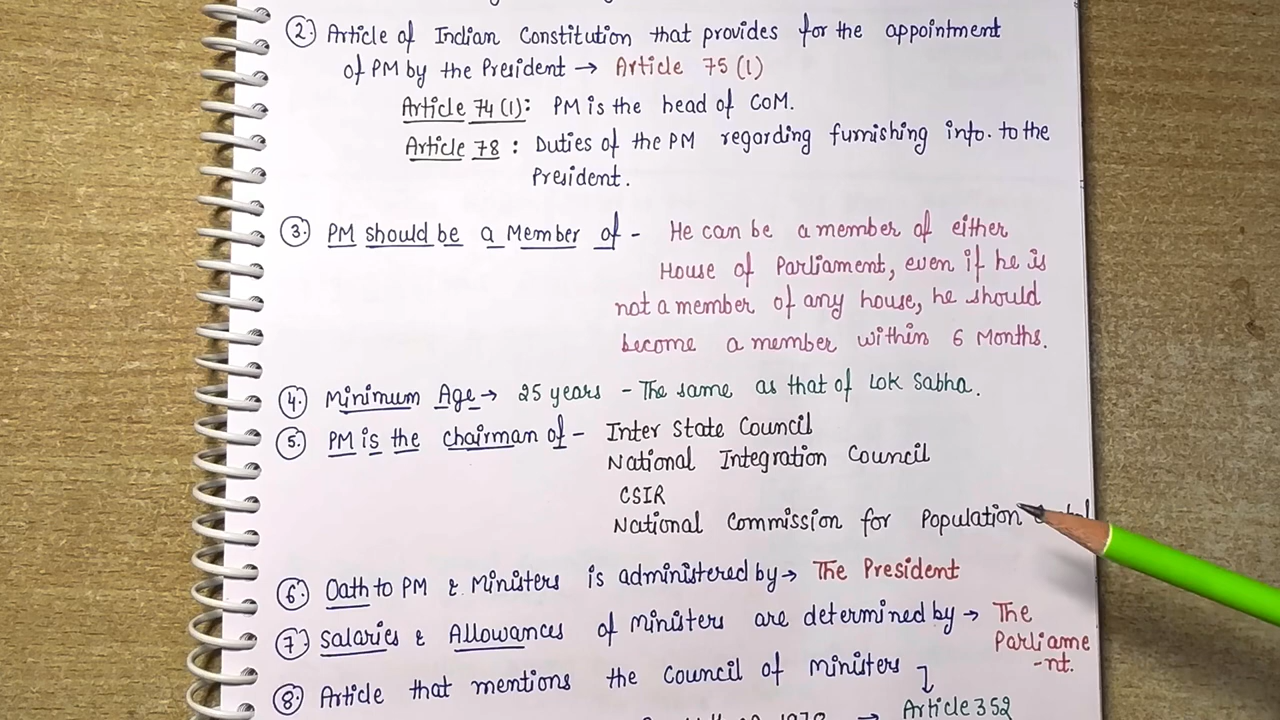 ②. Article of Indian Constitution that provides for the appointment
of PM by the President → Article 75 (1)
Article 74 (1): PM is the head of COM.
Article 78 : Duties of the PM regarding furnishing info. to the
President.
③. PM should be a Member of - He can be a member of either
House of Parliament, even if he is
not a member of any house, he should
become a member within 6 Months.
④. Minimum Age → 25 years - The same as that of Lok Sabha.
⑤. PM is the chairman of - Inter State Council
National Integration Council
CSIR
National Commission for Population
⑥. Oath to PM & Ministers is administered by → The President
⑦. Salaries & Allowances of Ministers are determined by → The
Parliame
-nt.
⑧. Article that mentions the Council of Ministers
→ Article 352